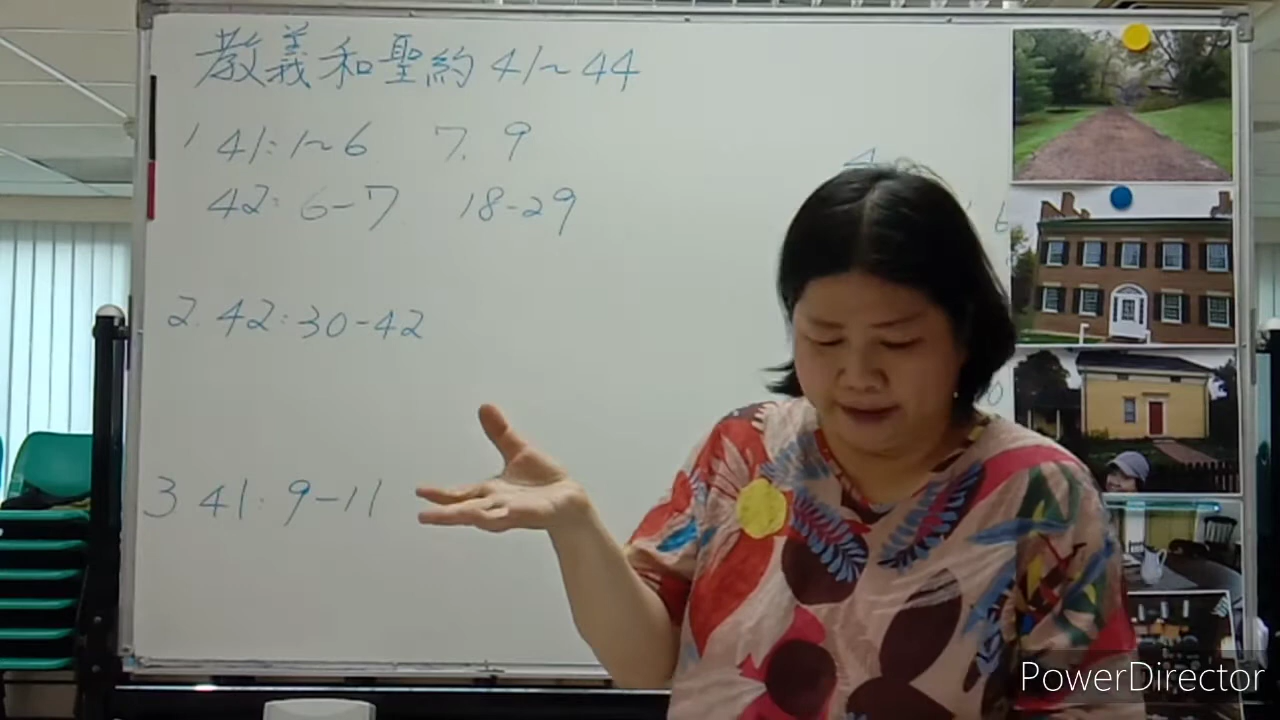 教義和聖約 41~44
1 41:1~6 7, 9
42: 6-7 18-29
2. 42:30-42
3 41: 9-11
PowerDirector